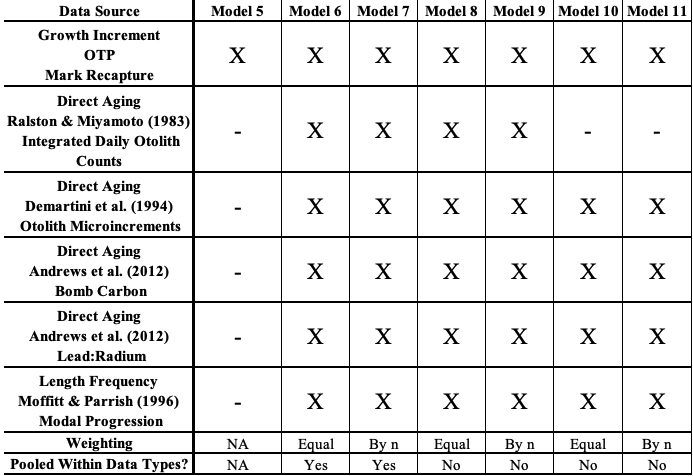 Data Source Model 5 Model 6 Model 7 Model 8 Model 9 Model 10 Model 11
Growth Increment
OTP X X X X X X X
Mark Recapture
Direct Aging
Ralston & Miyamoto (1983)
Integrated Daily Otolith - X X X X - -
Counts
Direct Aging
Demartini et al. (1994) - X X X X X X
Otolith Microincrements
Direct Aging
Andrews et al. (2012) - X X X X X X
Bomb Carbon
Direct Aging
Andrews et al. (2012) - X X X X X X
Lead:Radium
Length Frequency
Moffitt & Parrish (1996) - X X X X X X
Modal Progression
Weighting NA Equal By n Equal By n Equal By n
Pooled Within Data Types? NA Yes Yes No No No No